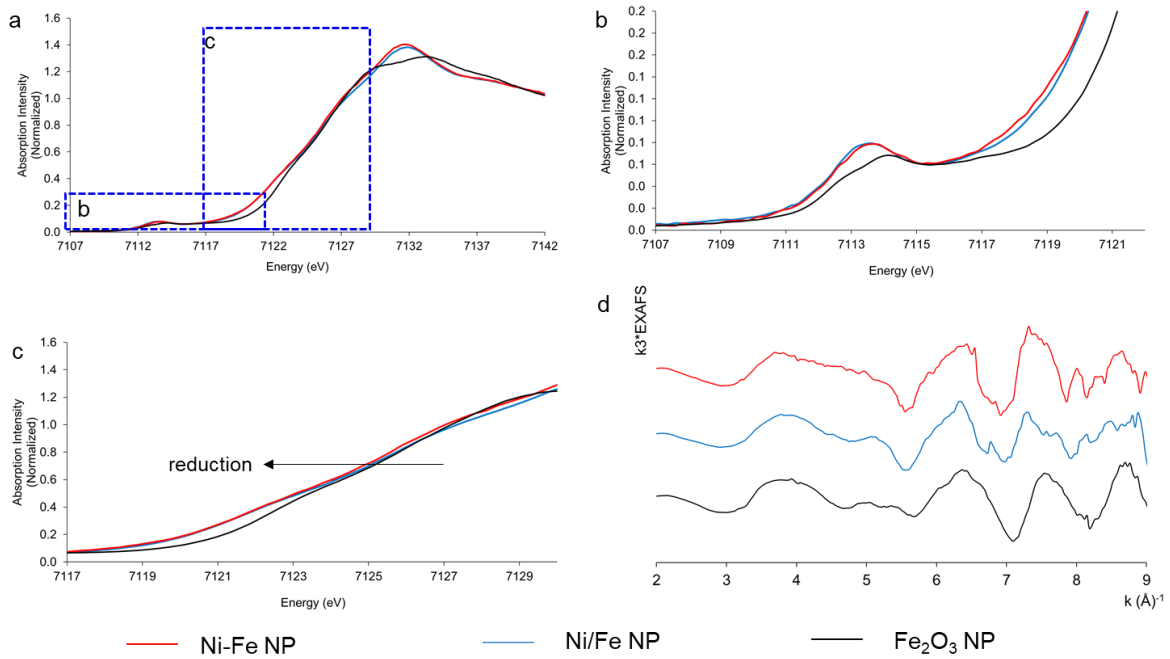 a
1.6
1.4
1.2
1.0
0.8
0.6
0.4
0.2
0.0
c
b
7107 7112 7117 7122 7127 7132 7137 7142
Absorption Intensity
(Normalized)
Energy (eV)
b
0.2
0.2
0.2
0.1
0.1
0.1
0.1
0.1
0.0
0.0
0.0
7107 7109 7111 7113 7115 7117 7119 7121
Absorption Intensity
(Normalized)
Energy (eV)
c
1.6
1.4
1.2
1.0
0.8
0.6
0.4
0.2
0.0
reduction
7117 7119 7121 7123 7125 7127 7129
Absorption Intensity
(Normalized)
Energy (eV)
d
k3*EXAFS
2 3 4 5 6 7 8 9
k (Å)-1
Ni-Fe NP
Ni/Fe NP
Fe2O3 NP